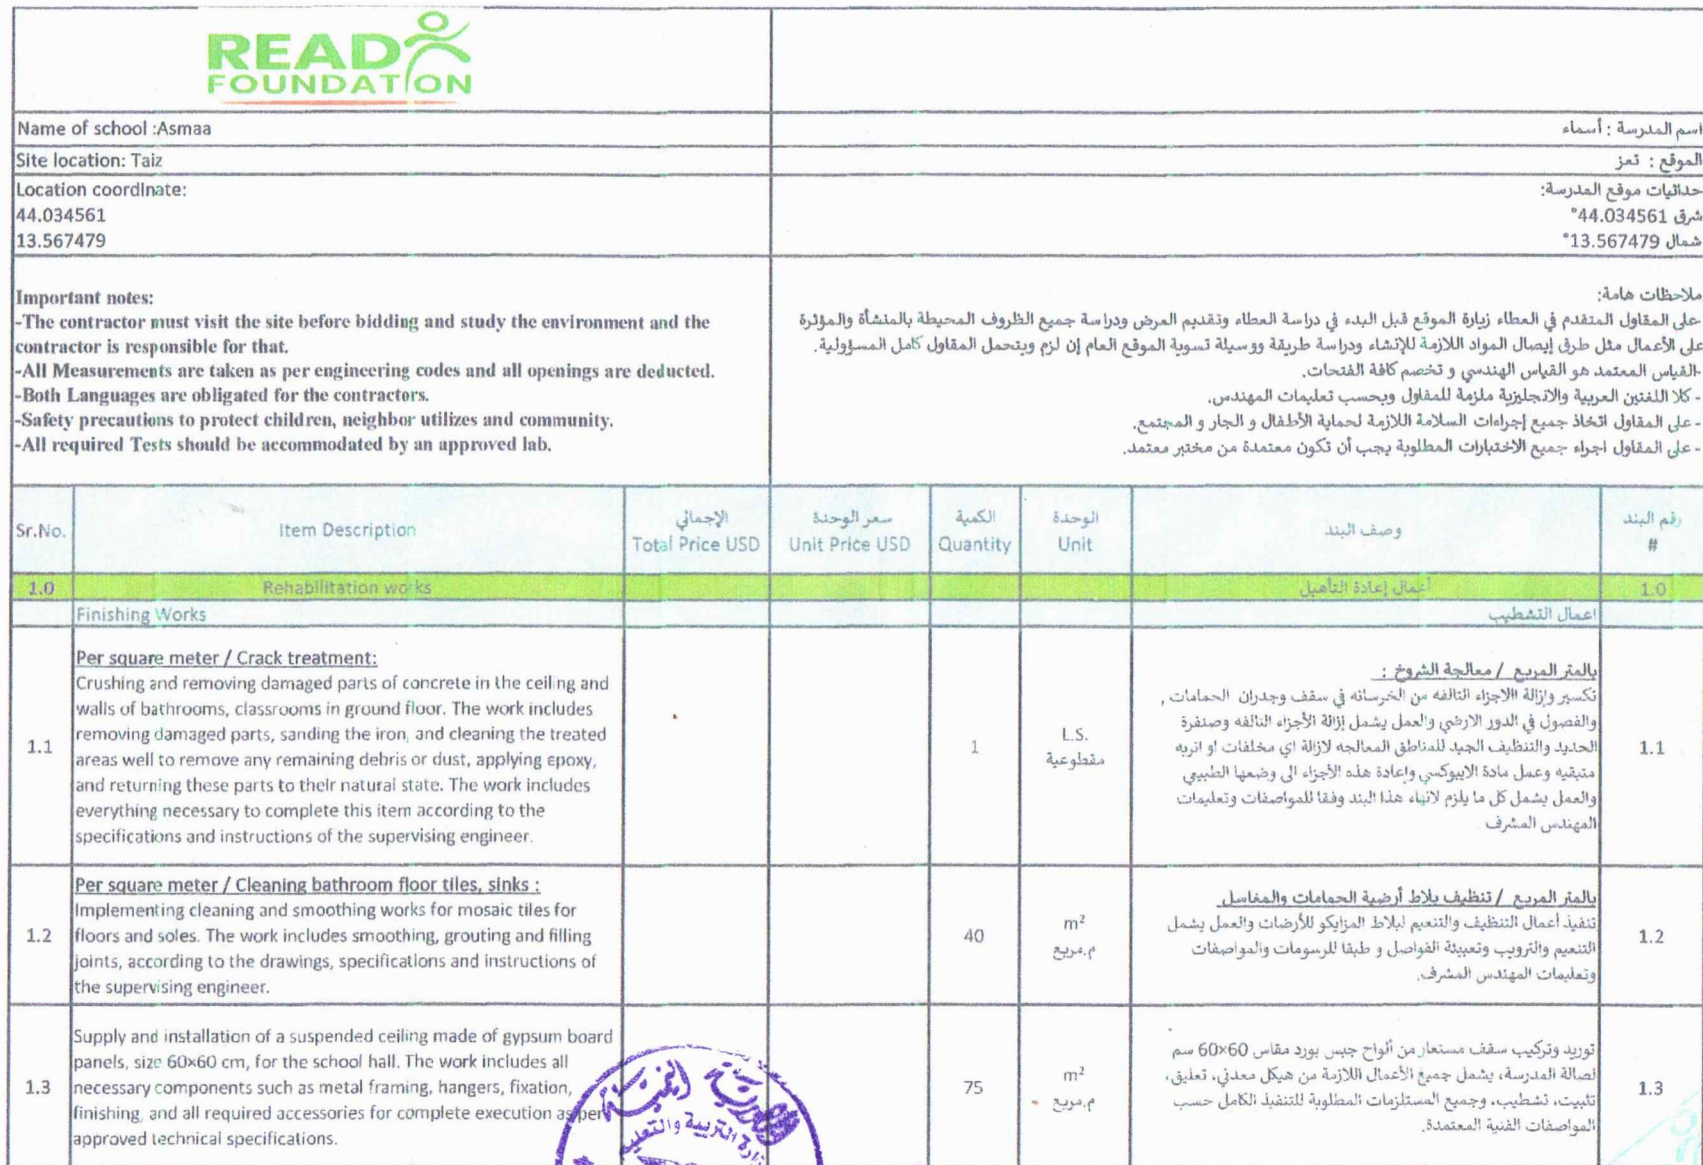 READ
FOUNDATION
Name of school :Asmaa
اسم المدرسة : أسماء
Site location: Taiz
الموقع : تعز
Location coordinate:
44.034561
13.567479
حداثيات موقع المدرسة:
شرق 44.034561°
شمال 13.567479°
Important notes:
-The contractor must visit the site before bidding and study the environment and the
contractor is responsible for that.
-All Measurements are taken as per engineering codes and all openings are deducted.
-Both Languages are obligated for the contractors.
-Safety precautions to protect children, neighbor utilizes and community.
-All required Tests should be accommodated by an approved lab.
ملاحظات هامة:
على المقاول المتقدم في العطاء زيارة الموقع قبل البدء في دراسة العطاء وتقديم العرض ودراسة جميع الظروف المحيطة بالمنشأة والمؤثرة
على الأعمال مثل طرق إيصال المواد اللازمة للإنشاء ودراسة طريقة ووسيلة تسوية الموقع العام إن لزم ويتحمل المقاول كامل المسؤولية.
-القياس المعتمد هو القياس الهندسي و تخصم كافة الفتحات.
- كلا اللغتين العربية والانجليزية ملزمة للمقاول وبحسب تعليمات المهندس.
- على المقاول اتخاذ جميع إجراءات السلامة اللازمة لحماية الأطفال و الجار و المجتمع.
- على المقاول اجراء جميع الاختبارات المطلوبة يجب أن تكون معتمدة من مختبر معتمد.
Sr.No.
Item Description
الإجمالي
Total Price USD
سعر الوحدة
Unit Price USD
الكمية
Quantity
الوحدة
Unit
وصف البند
رقم البند
#
1.0
Rehabilitation works
أعمال إعادة التأهيل
1.0
Finishing Works
اعمال التشطيب
1.1
Per square meter / Crack treatment:
Crushing and removing damaged parts of concrete in the ceiling and
walls of bathrooms, classrooms in ground floor. The work includes
removing damaged parts, sanding the iron, and cleaning the treated
areas well to remove any remaining debris or dust, applying epoxy,
and returning these parts to their natural state. The work includes
everything necessary to complete this item according to the
specifications and instructions of the supervising engineer.
1
L.S.
مقطوعية
بالمتر المربع / معالجة الشروخ :
تكسير وإزالة الاجزاء التالفه من الخرسانه في سقف وجدران الحمامات ,
والفصول في الدور الارضي والعمل يشمل إزالة الأجزاء التالفه وصنفرة
الحديد والتنظيف الجيد للمناطق المعالجه لازالة اي مخلفات او اتربه
متبقيه وعمل مادة الايبوكسي وإعادة هذه الأجزاء الى وضعها الطبيعي
والعمل يشمل كل ما يلزم لانهاء هذا البند وفقا للمواصفات وتعليمات
المهندس المشرف
1.1
1.2
Per square meter / Cleaning bathroom floor tiles, sinks :
Implementing cleaning and smoothing works for mosaic tiles for
floors and soles. The work includes smoothing, grouting and filling
joints, according to the drawings, specifications and instructions of
the supervising engineer.
40
m²
م.مربع
بالمتر المربع / تنظيف بلاط أرضية الحمامات والمغاسل
تنفيذ أعمال التنظيف والتنعيم لبلاط المزايكو للأرضات والعمل يشمل
التنعيم والترويب وتعبيئة الفواصل و طبقا للرسومات والمواصفات
وتعليمات المهندس المشرف.
1.2
1.3
Supply and installation of a suspended ceiling made of gypsum board
panels, size 60×60 cm, for the school hall. The work includes all
necessary components such as metal framing, hangers, fixation,
finishing, and all required accessories for complete execution as per
approved technical specifications.
75
m²
م.مربع
توريد وتركيب سقف مستعار من ألواح جبس بورد مقاس 60×60 سم
لصالة المدرسة، يشمل جميع الأعمال اللازمة من هيكل معدني، تعليق،
تثبيت، تشطيب، وجميع المستلزمات المطلوبة للتنفيذ الكامل حسب
المواصفات الفنية المعتمدة.
1.3
الجمهورية اليمنية
وزارة التربية والتعليم